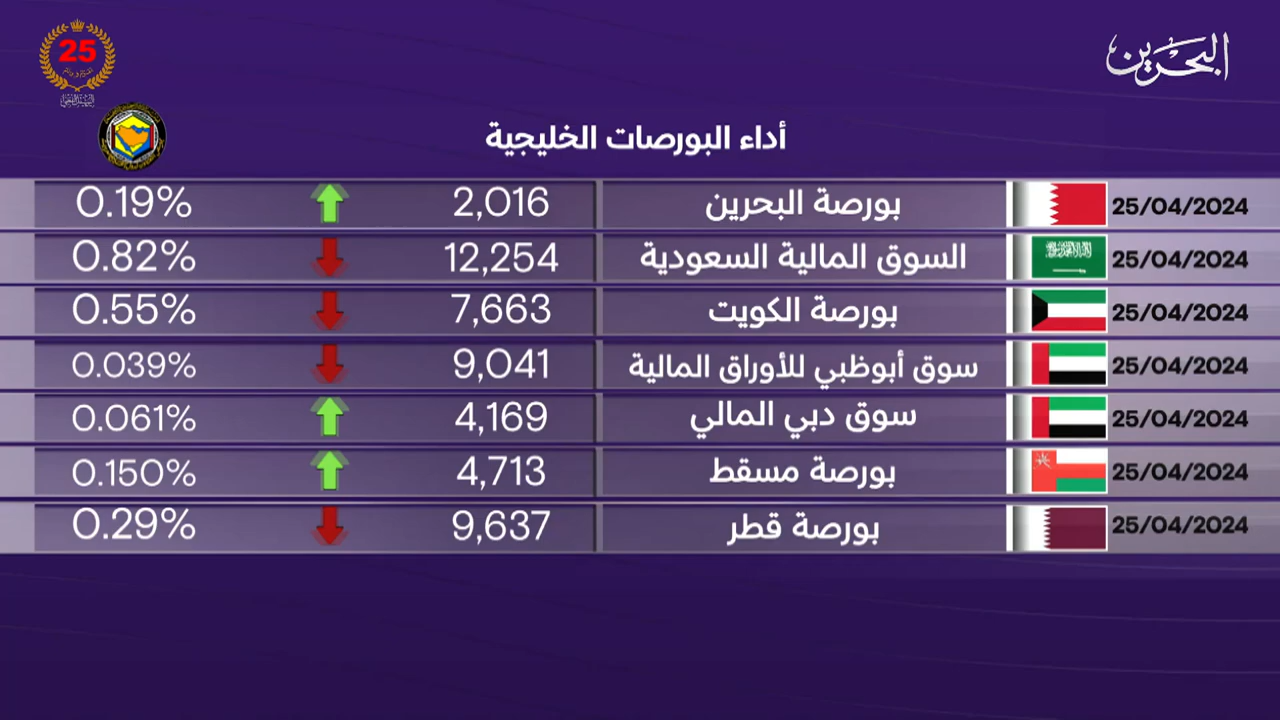 البحرين
25
أداء البورصات الخليجية
25/04/2024 بورصة البحرين 2,016 0.19%
25/04/2024 السوق المالية السعودية 12,254 0.82%
25/04/2024 بورصة الكويت 7,663 0.55%
25/04/2024 سوق أبوظبي للأوراق المالية 9,041 0.039%
25/04/2024 سوق دبي المالي 4,169 0.061%
25/04/2024 بورصة مسقط 4,713 0.150%
25/04/2024 بورصة قطر 9,637 0.29%